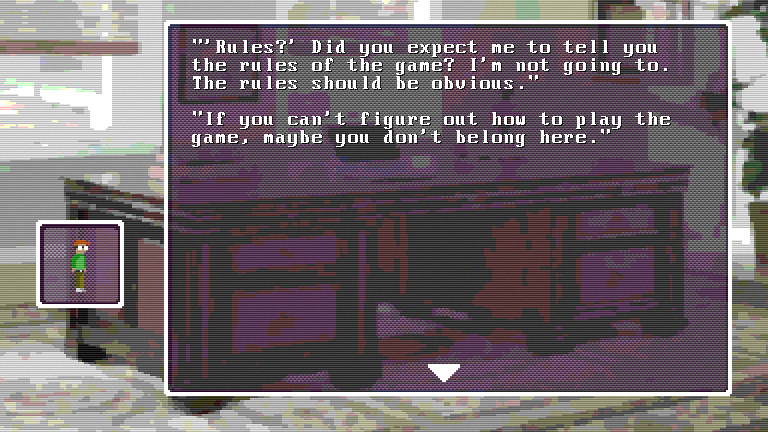 "'Rules?' Did you expect me to tell you
the rules of the game? I'm not going to.
The rules should be obvious."
"If you can't figure out how to play the
game, maybe you don't belong here."